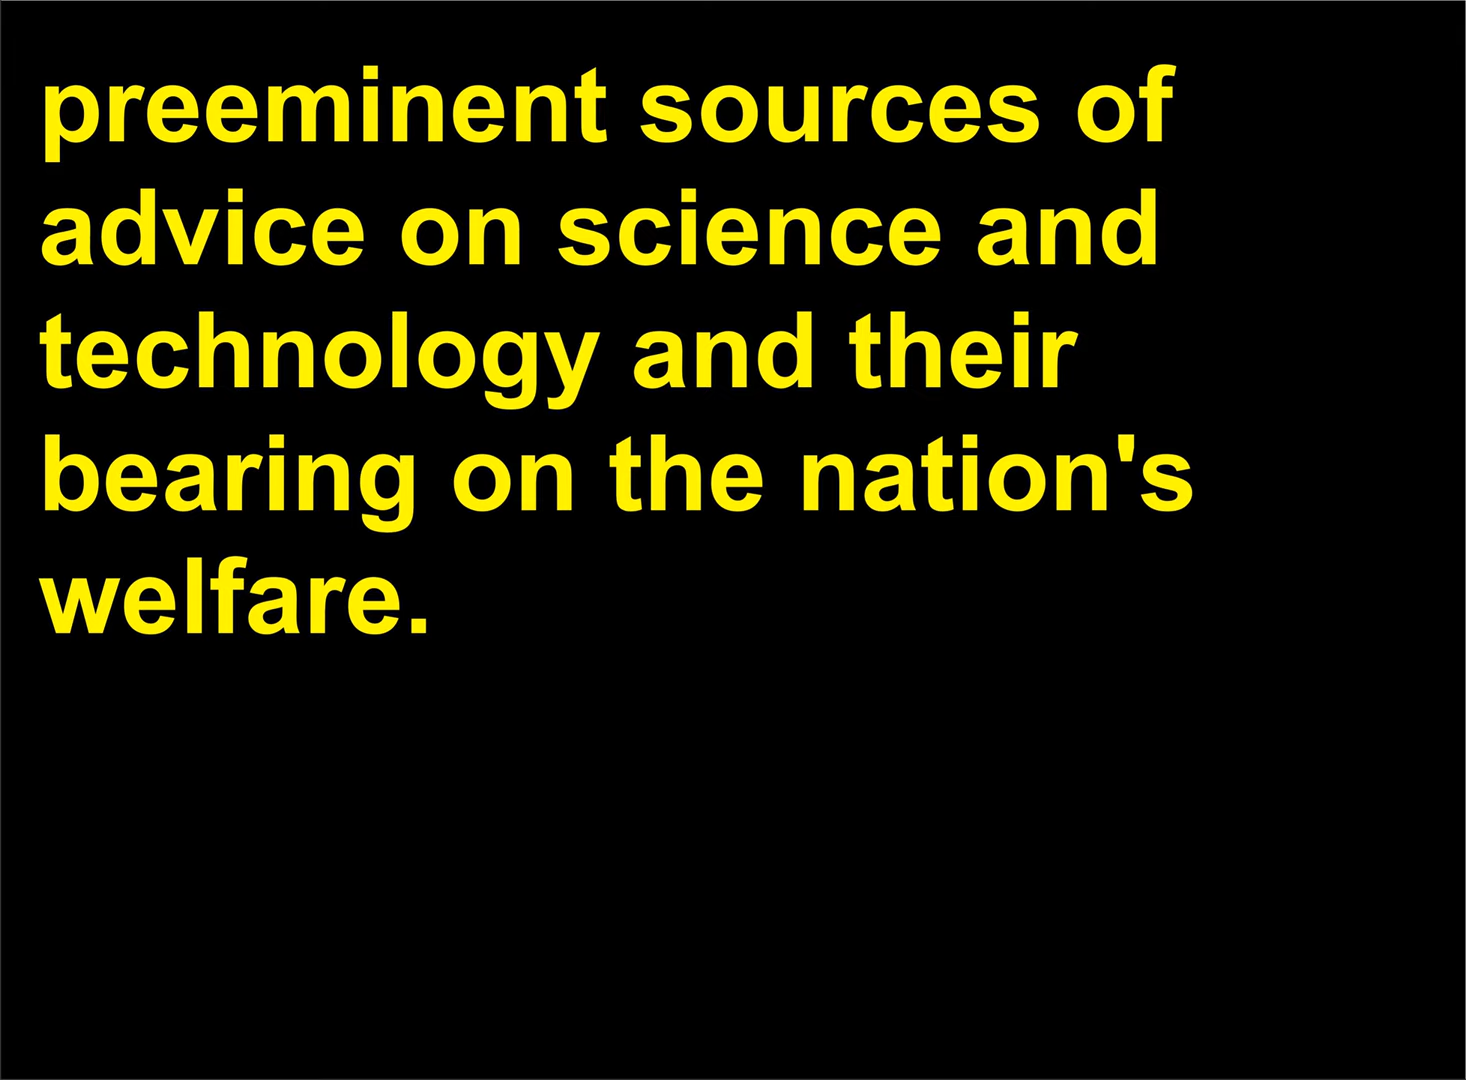 preeminent sources of
advice on science and
technology and their
bearing on the nation's
welfare.